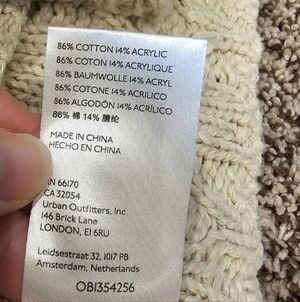 86% COTTON 14% ACRYLIC
86% COTON 14% ACRYLIQUE
86% BAUMWOLLE 14% ACRYL
86% COTONE 14% ACRILICO
86% ALGODÓN 14% ACRÍLICO
86% 棉 14% 腈纶
MADE IN CHINA
HECHO EN CHINA
RN 66170
CA 32054
Urban Outfitters, Inc.
146 Brick Lane
LONDON, E1 6RU
Leidsestraat 32, 1017 PB
Amsterdam, Netherlands
OB1354256